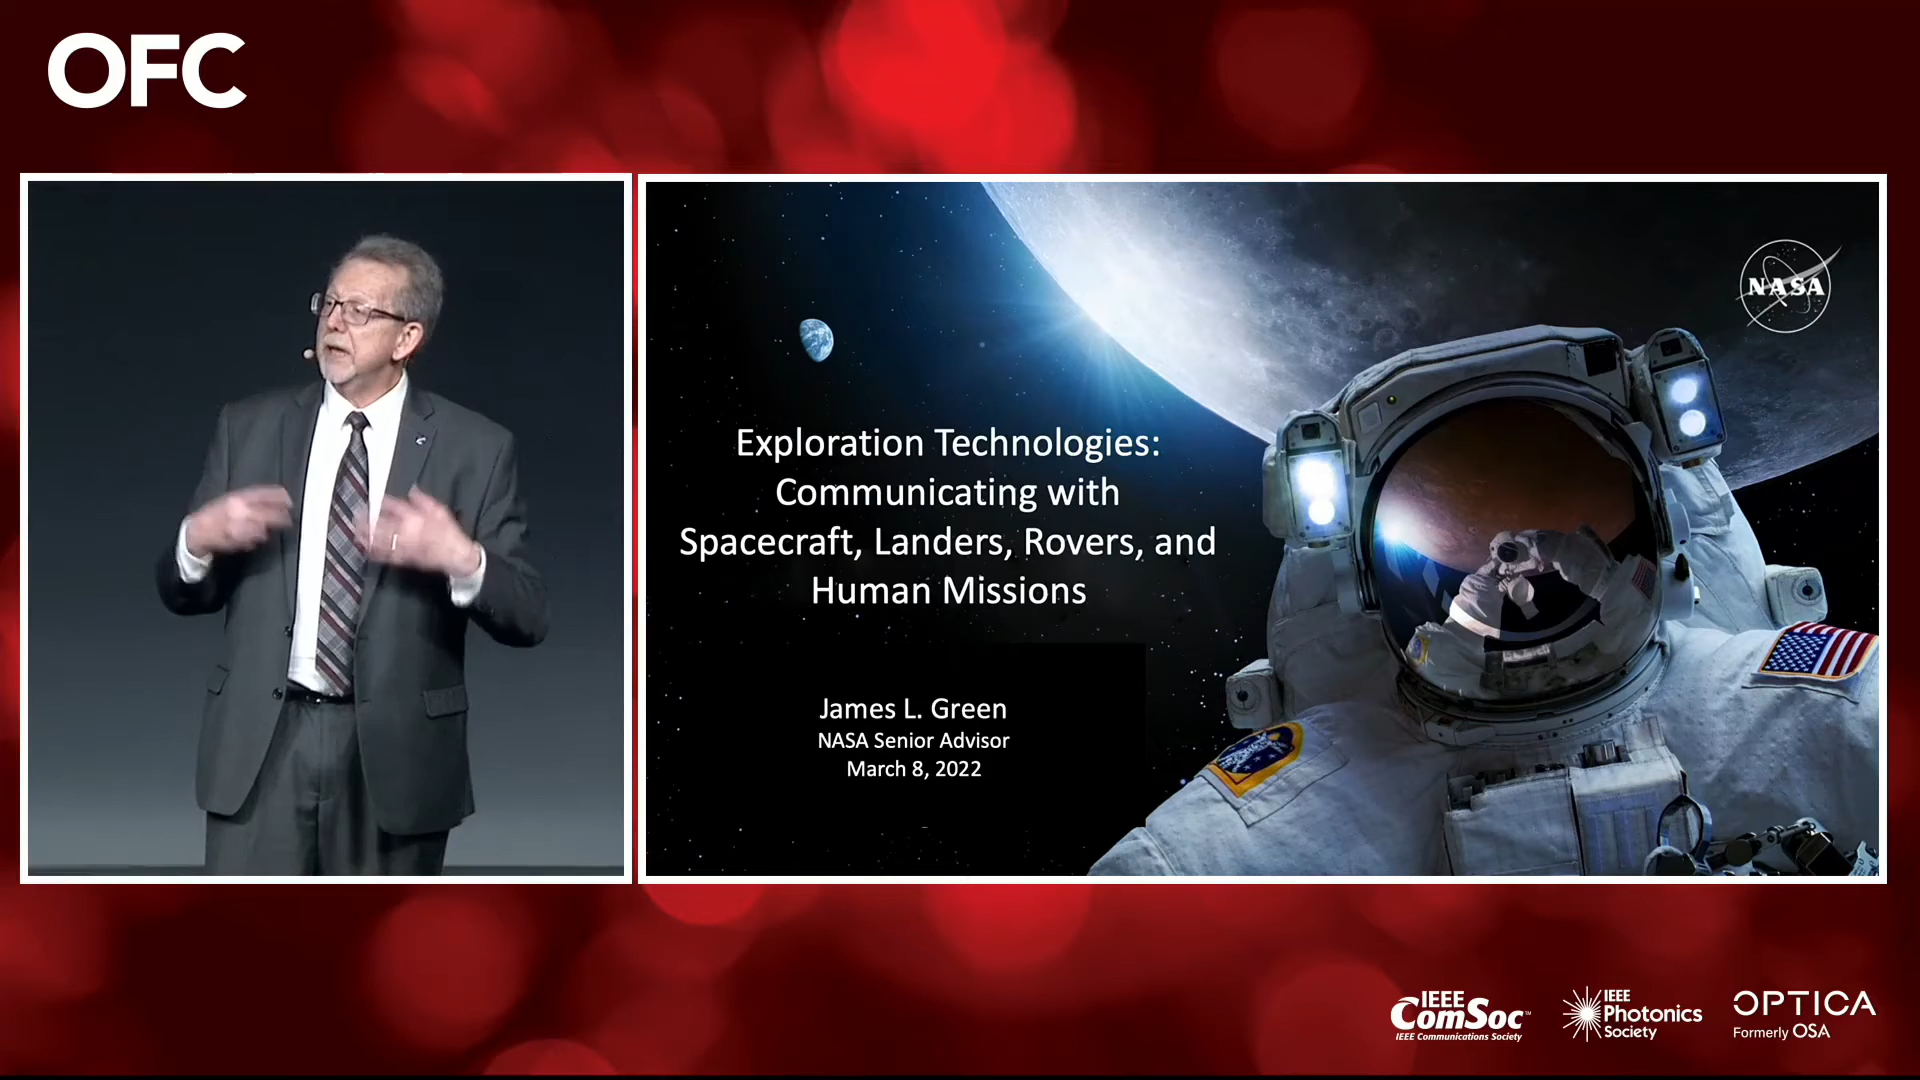 OFC
NASA
Exploration Technologies:
Communicating with
Spacecraft, Landers, Rovers, and
Human Missions
James L. Green
NASA Senior Advisor
March 8, 2022
IEEE
ComSoc™
IEEE Communications Society
IEEE
Photonics
Society
OPTICA
Formerly OSA